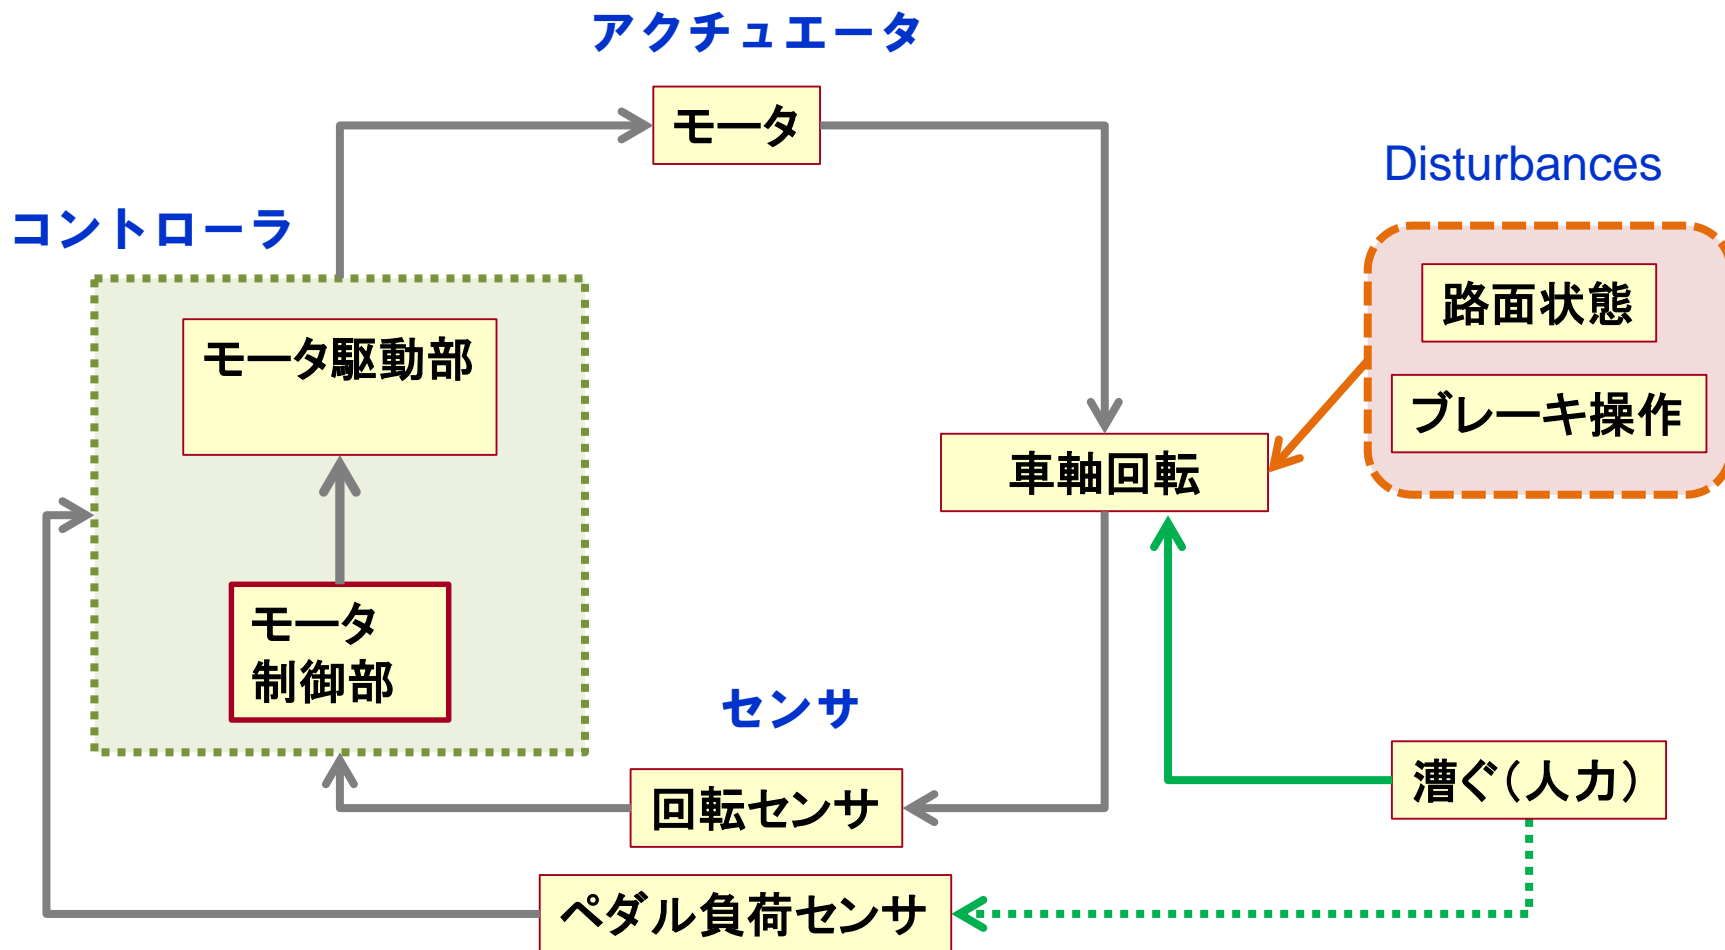 アクチュエータ
モータ
Disturbances
コントローラ
路面状態
モータ駆動部
ブレーキ操作
車軸回転
モータ
制御部
センサ
漕ぐ(人力)
回転センサ
ペダル負荷センサ